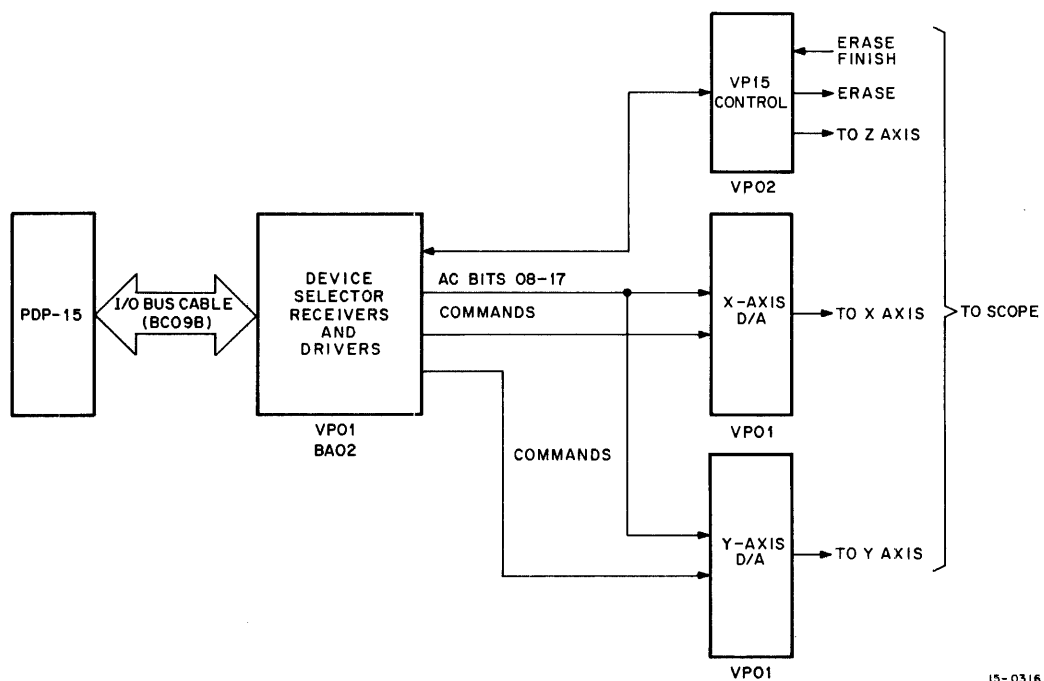 PDP-15
I/O BUS CABLE
(BC09B)
DEVICE
SELECTOR
RECEIVERS
AND
DRIVERS
VP01
BA02
AC BITS 08-17
COMMANDS
COMMANDS
VP15
CONTROL
VP02
ERASE
FINISH
ERASE
TO Z AXIS
X-AXIS
D/A
VP01
TO X AXIS
TO SCOPE
Y-AXIS
D/A
VP01
TO Y AXIS
15-0316